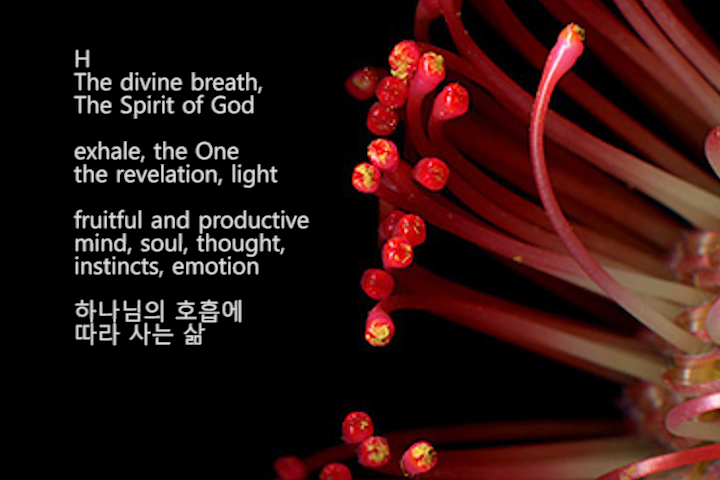 H
The divine breath,
The Spirit of God
exhale, the One
the revelation, light
fruitful and productive
mind, soul, thought,
instincts, emotion
하나님의 호흡에
따라 사는 삶